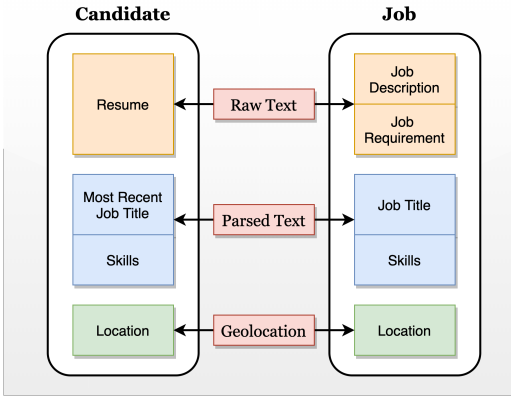 Candidate
Job
Resume
Raw Text
Job
Description
Job
Requirement
Most Recent
Job Title
Skills
Parsed Text
Job Title
Skills
Location
Geolocation
Location